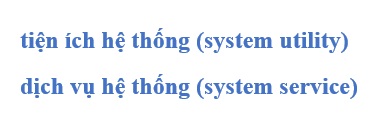 tiện ích hệ thống (system utility)
dịch vụ hệ thống (system service)